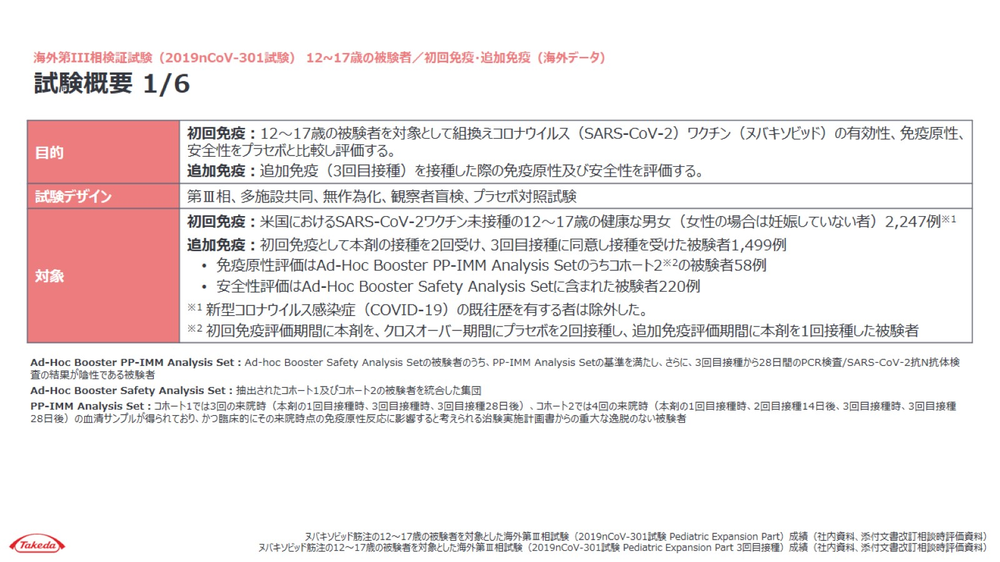 海外第III相検証試験（2019nCoV-301試験） 12~17歳の被験者／初回免疫・追加免疫（海外データ）
試験概要 1/6
目的
初回免疫：12～17歳の被験者を対象として組換えコロナウイルス（SARS-CoV-2）ワクチン（ヌバキソビッド）の有効性、免疫原性、
安全性をプラセボと比較し評価する。
追加免疫：追加免疫（3回目接種）を接種した際の免疫原性及び安全性を評価する。
試験デザイン
第Ⅲ相、多施設共同、無作為化、観察者盲検、プラセボ対照試験
対象
初回免疫：米国におけるSARS-CoV-2ワクチン未接種の12～17歳の健康な男女（女性の場合は妊娠していない者）2,247例※1
追加免疫：初回免疫として本剤の接種を2回受け、3回目接種に同意し接種を受けた被験者1,499例
• 免疫原性評価はAd-Hoc Booster PP-IMM Analysis Setのうちコホート2※2の被験者58例
• 安全性評価はAd-Hoc Booster Safety Analysis Setに含まれた被験者220例
※1 新型コロナウイルス感染症（COVID-19）の既往歴を有する者は除外した。
※2 初回免疫評価期間に本剤を、クロスオーバー期間にプラセボを2回接種し、追加免疫評価期間に本剤を1回接種した被験者
Ad-Hoc Booster PP-IMM Analysis Set：Ad-hoc Booster Safety Analysis Setの被験者のうち、PP-IMM Analysis Setの基準を満たし、さらに、3回目接種から28日間のPCR検査/SARS-CoV-2抗N抗体検
査の結果が陰性である被験者
Ad-Hoc Booster Safety Analysis Set：抽出されたコホート1及びコホート2の被験者を統合した集団
PP-IMM Analysis Set：コホート1では3回の来院時（本剤の1回目接種時、3回目接種時、3回目接種28日後）、コホート2では4回の来院時（本剤の1回目接種時、2回目接種14日後、3回目接種時、3回目接種
28日後）の血清サンプルが得られており、かつ臨床的にその来院時点の免疫原性反応に影響すると考えられる治験実施計画書からの重大な逸脱のない被験者
Takeda
ヌバキソビッド筋注の12～17歳の被験者を対象とした海外第Ⅲ相試験（2019nCoV-301試験 Pediatric Expansion Part）成績（社内資料、添付文書改訂相談時評価資料）
ヌバキソビッド筋注の12～17歳の被験者を対象とした海外第Ⅲ相試験（2019nCoV-301試験 Pediatric Expansion Part 3回目接種）成績（社内資料、添付文書改訂相談時評価資料）